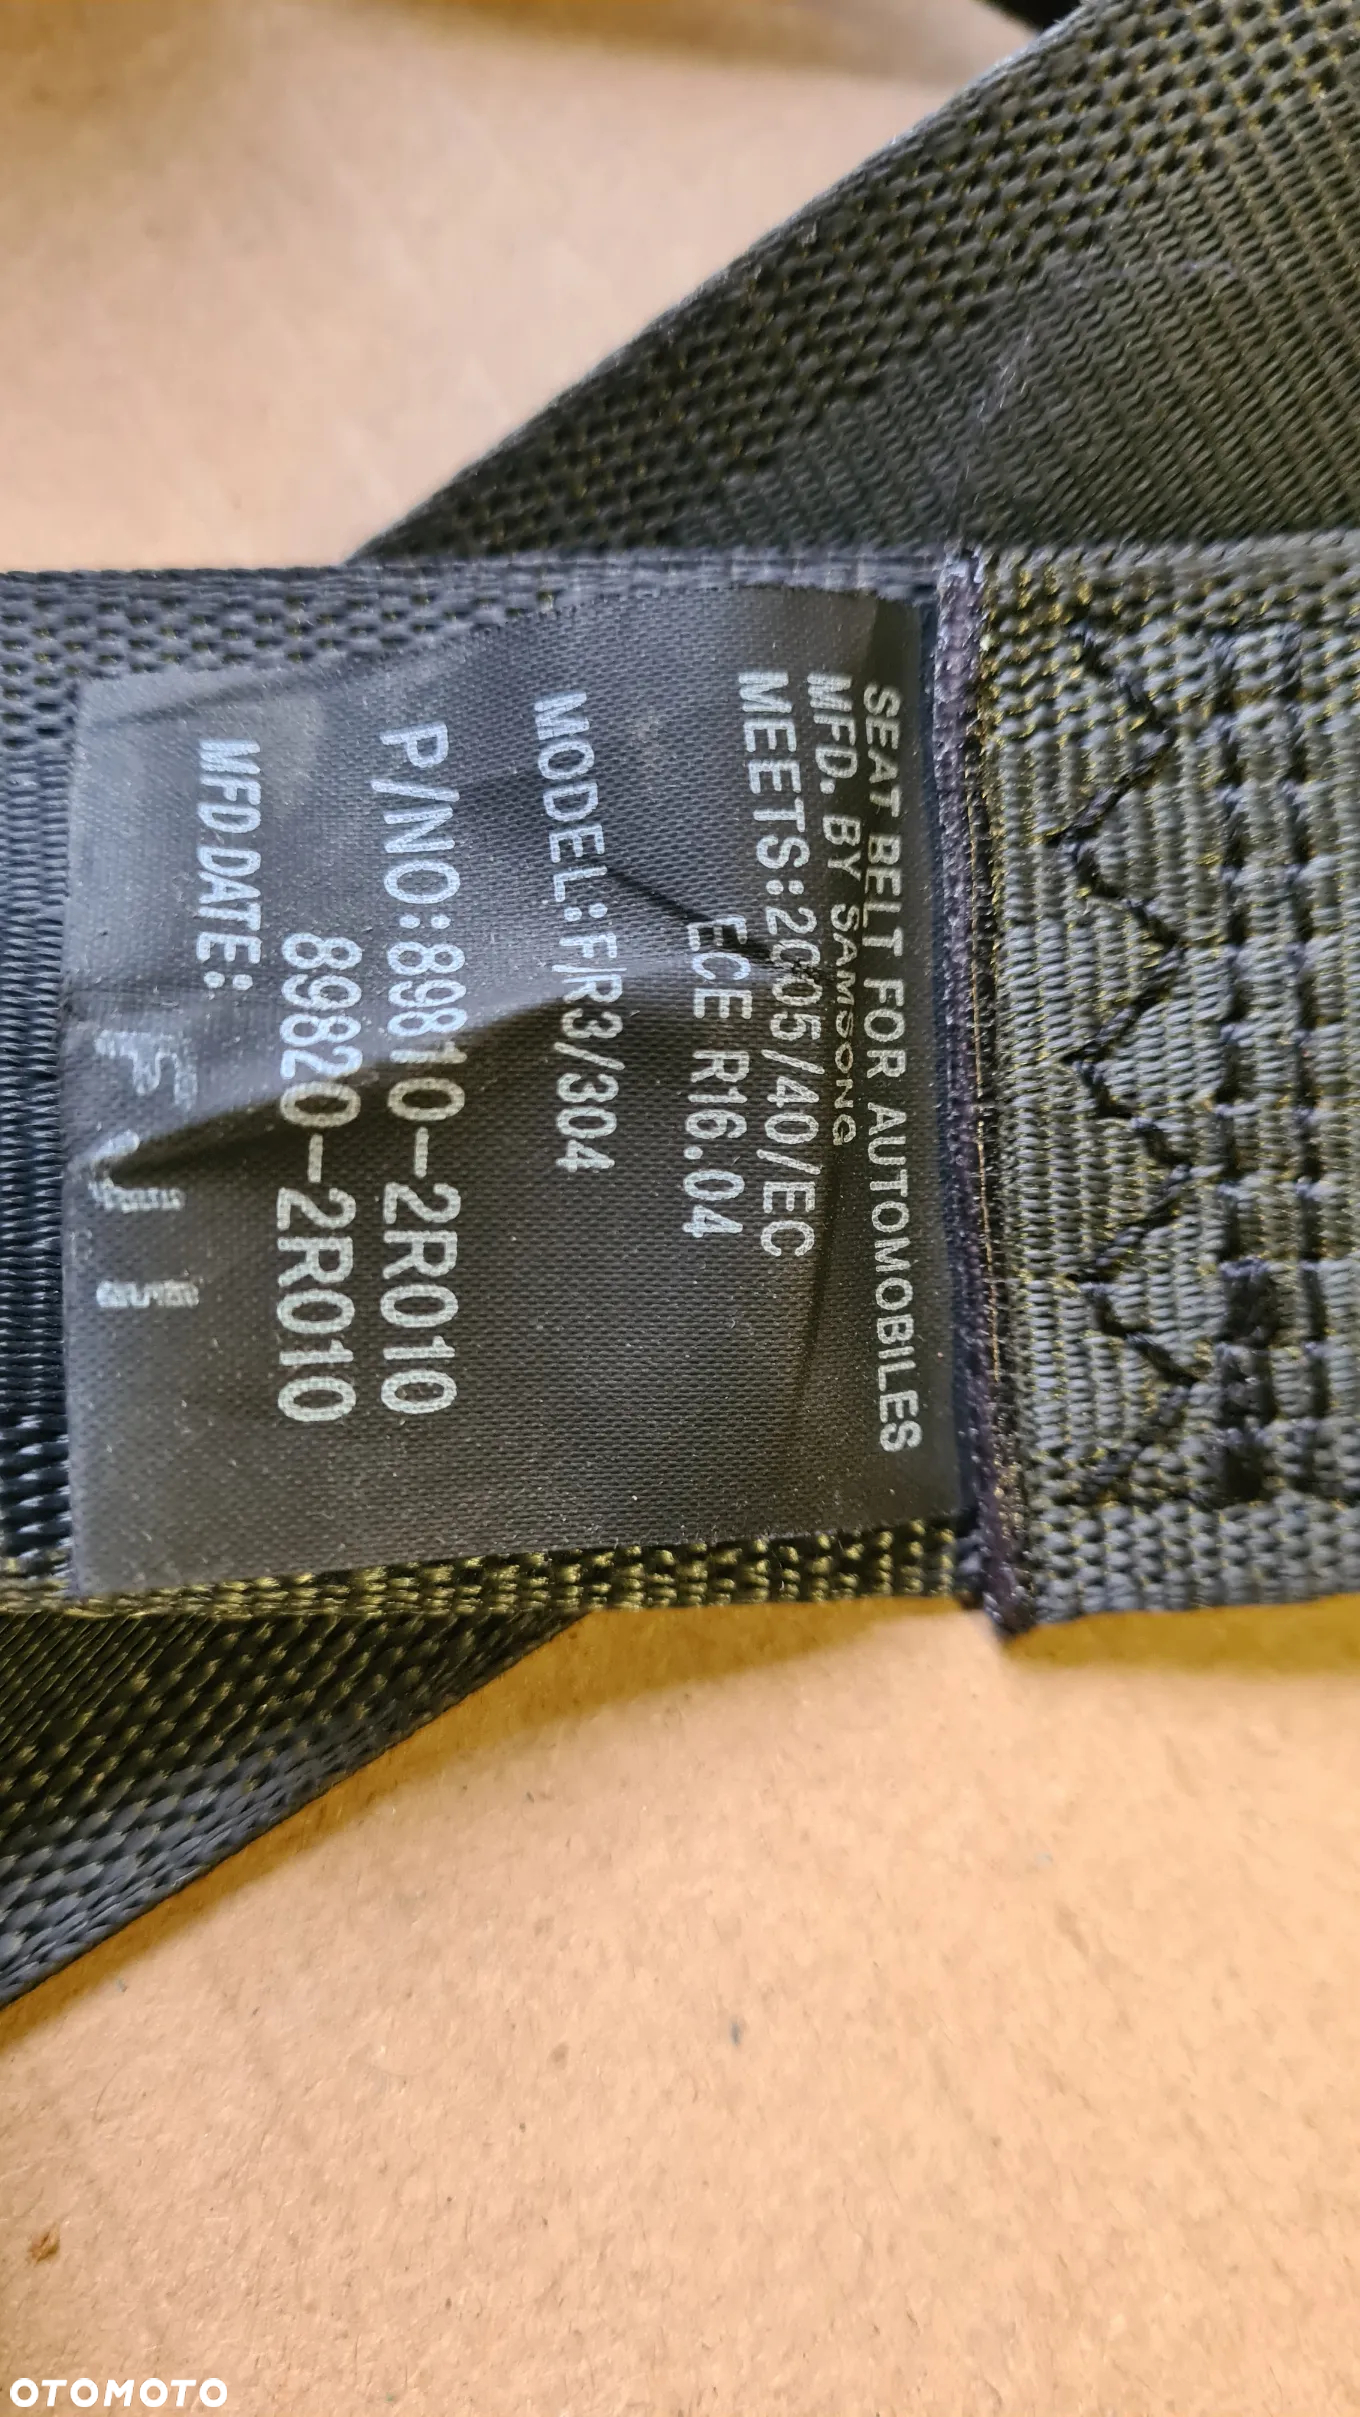 SEAT BELT FOR AUTOMOBILES
MFD. BY SAMSONG
MEETS:2005/40/EC
ECE R16.04
MODEL:F/R3/304
P/NO:89810-2R010
89820-2R010
MFD DATE:
OTOMOTO